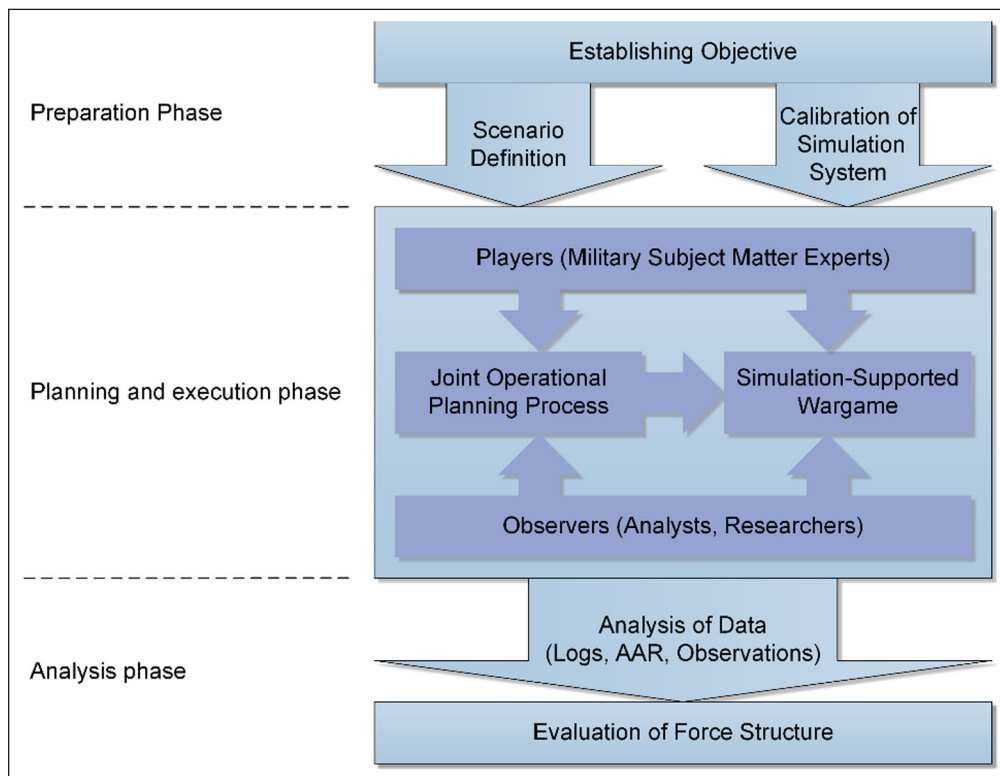 Establishing Objective
Preparation Phase
Scenario
Definition
Calibration of
Simulation
System
Players (Military Subject Matter Experts)
Planning and execution phase
Joint Operational
Planning Process
Simulation-Supported
Wargame
Observers (Analysts, Researchers)
Analysis of Data
(Logs, AAR, Observations)
Analysis phase
Evaluation of Force Structure